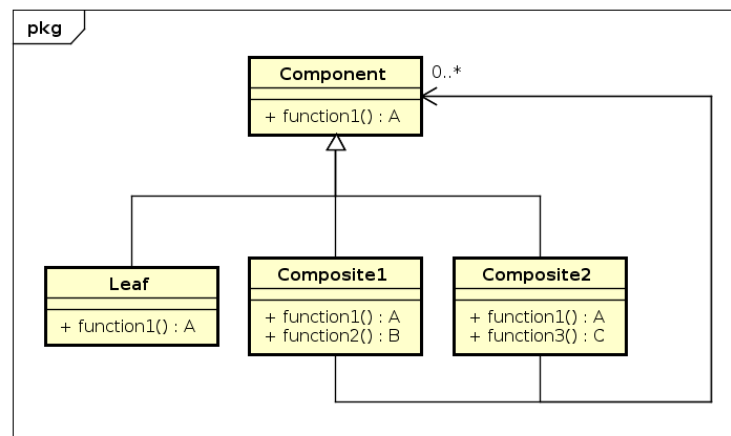 pkg
Component
0..*
+ function1() : A
Leaf
+ function1() : A
Composite1
+ function1() : A
+ function2() : B
Composite2
+ function1() : A
+ function3() : C